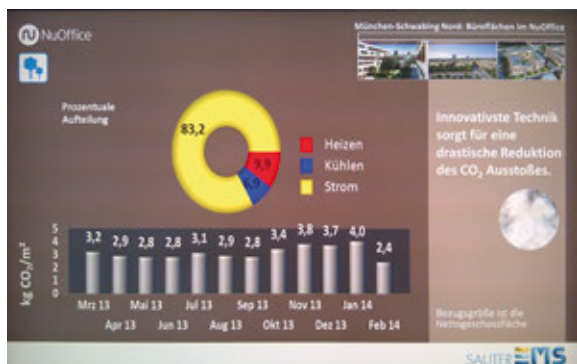 NuOffice
München-Schwabing Nord: Büroflächen im NuOffice
Prozentuale
Aufteilung
83,2
9,9
6,9
Heizen
Kühlen
Strom
Innovativste Technik
sorgt für eine
drastische Reduktion
des CO₂ Ausstoßes.
kg CO₂/m²
5
4
3
2
1
0
3,2 2,9 2,8 2,8 3,1 2,9 2,8 3,4 3,8 3,7 4,0 2,4
Mrz 13 Mai 13 Jul 13 Sep 13 Nov 13 Jan 14
Apr 13 Jun 13 Aug 13 Okt 13 Dez 13 Feb 14
Bezugsgröße ist die
Nettogeschossfläche
SAUTER EMS